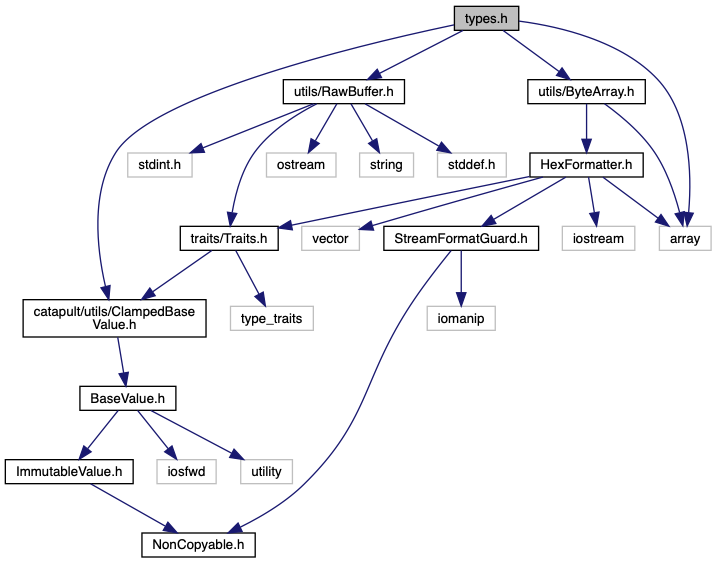 types.h
utils/RawBuffer.h
utils/ByteArray.h
stdint.h
ostream
string
stddef.h
HexFormatter.h
traits/Traits.h
vector
StreamFormatGuard.h
iostream
array
catapult/utils/ClampedBase
Value.h
type_traits
iomanip
BaseValue.h
ImmutableValue.h
iosfwd
utility
NonCopyable.h